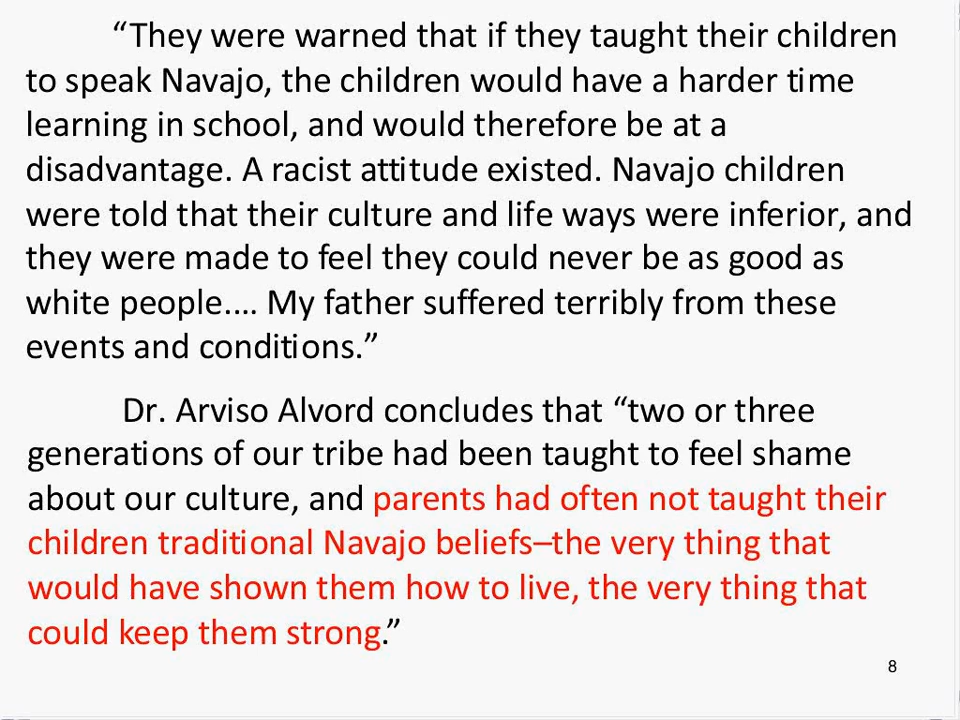 “They were warned that if they taught their children
to speak Navajo, the children would have a harder time
learning in school, and would therefore be at a
disadvantage. A racist attitude existed. Navajo children
were told that their culture and life ways were inferior, and
they were made to feel they could never be as good as
white people.… My father suffered terribly from these
events and conditions.”
Dr. Arviso Alvord concludes that “two or three
generations of our tribe had been taught to feel shame
about our culture, and parents had often not taught their
children traditional Navajo beliefs–the very thing that
would have shown them how to live, the very thing that
could keep them strong.”
8